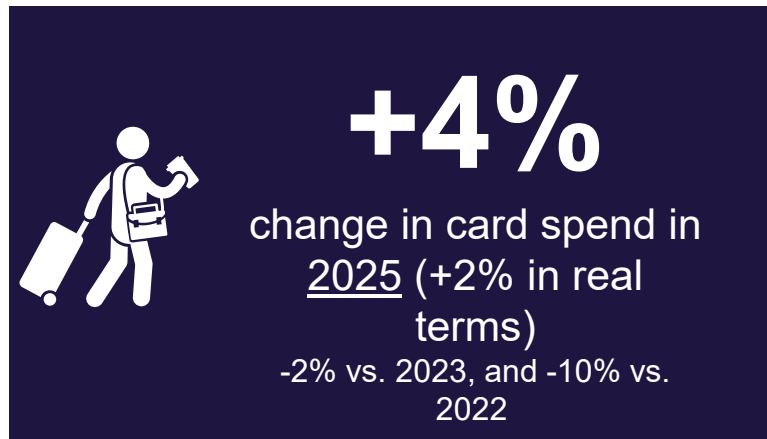 +4%
change in card spend in
2025 (+2% in real
terms)
-2% vs. 2023, and -10% vs.
2022